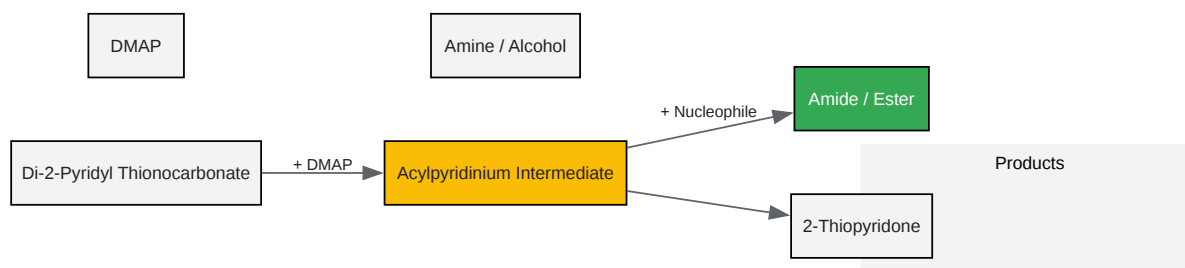 DMAP
Amine / Alcohol
+ Nucleophile
Amide / Ester
Di-2-Pyridyl Thionocarbonate
+ DMAP
Acylpyridinium Intermediate
Products
2-Thiopyridone